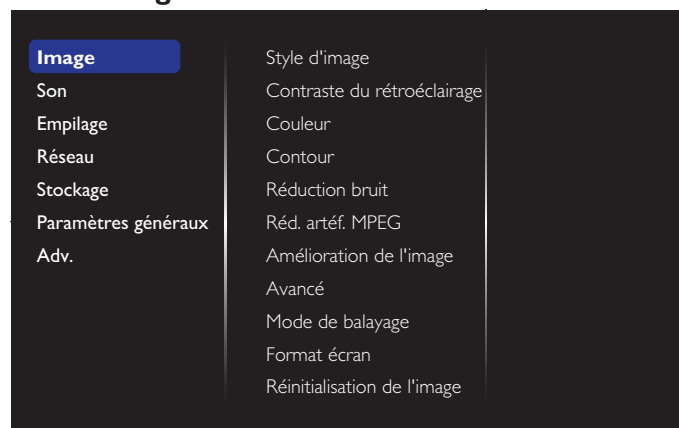 Image
Son
Empilage
Réseau
Stockage
Paramètres généraux
Adv.
Style d'image
Contraste du rétroéclairage
Couleur
Contour
Réduction bruit
Réd. artéf. MPEG
Amélioration de l'image
Avancé
Mode de balayage
Format écran
Réinitialisation de l'image